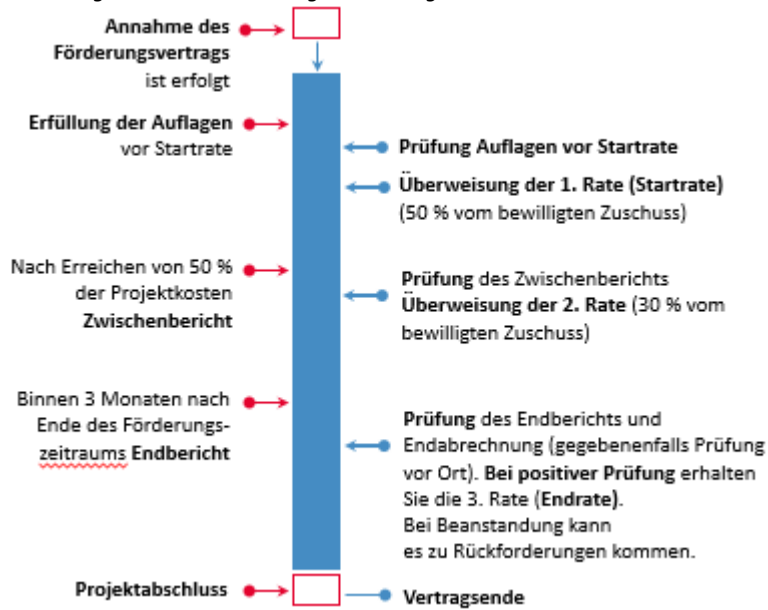 Annahme des
Förderungsvertrags
ist erfolgt
Erfüllung der Auflagen
vor Startrate
Prüfung Auflagen vor Startrate
Überweisung der 1. Rate (Startrate)
(50 % vom bewilligten Zuschuss)
Nach Erreichen von 50 %
der Projektkosten
Zwischenbericht
Prüfung des Zwischenberichts
Überweisung der 2. Rate (30 % vom
bewilligten Zuschuss)
Binnen 3 Monaten nach
Ende des Förderungs-
zeitraums Endbericht
Prüfung des Endberichts und
Endabrechnung (gegebenenfalls Prüfung
vor Ort). Bei positiver Prüfung erhalten
Sie die 3. Rate (Endrate).
Bei Beanstandung kann
es zu Rückforderungen kommen.
Projektabschluss
Vertragsende